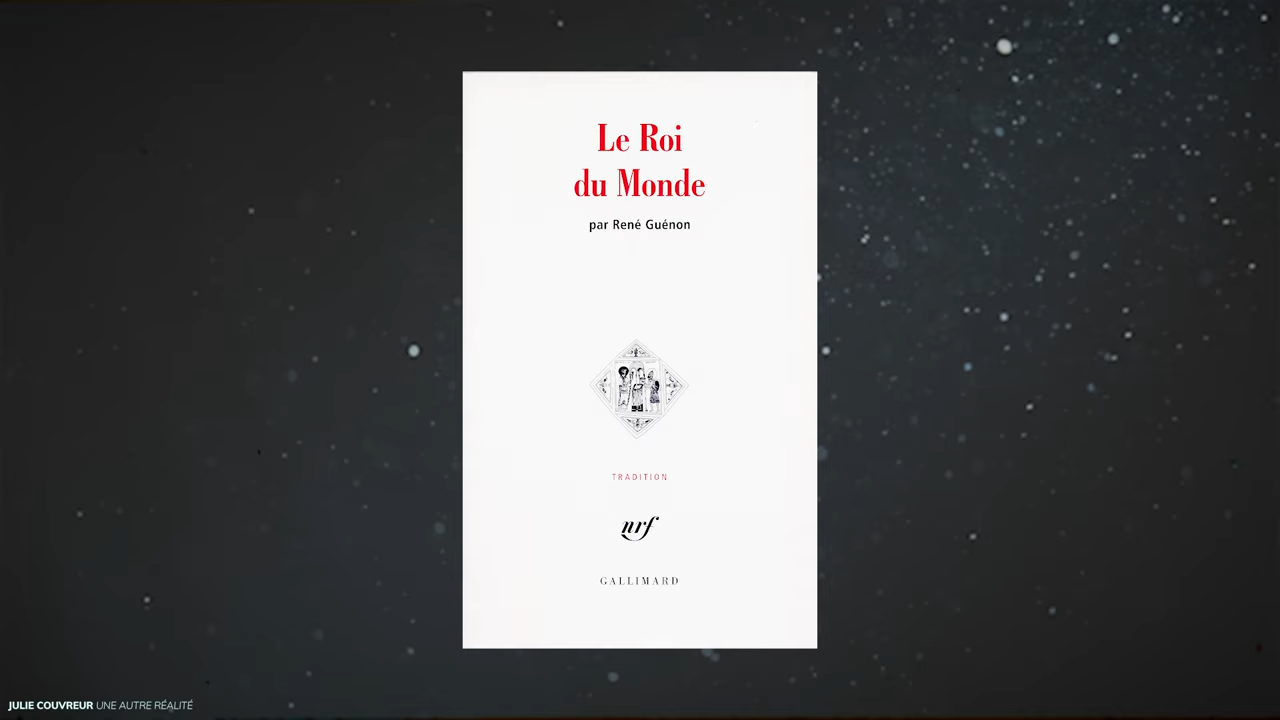 Le Roi
du Monde
par René Guénon
TRADITION
nrf
GALLIMARD
JULIE COUVREUR UNE AUTRE RÉALITÉ